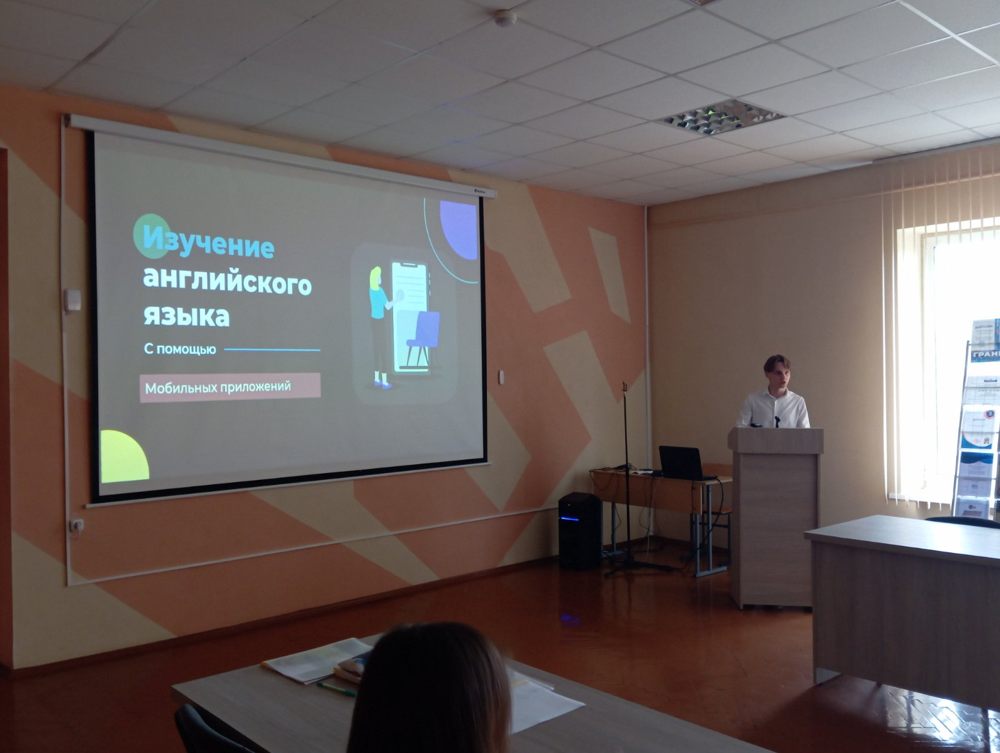 Изучение
английского
языка
С помощью
Мобильных приложений